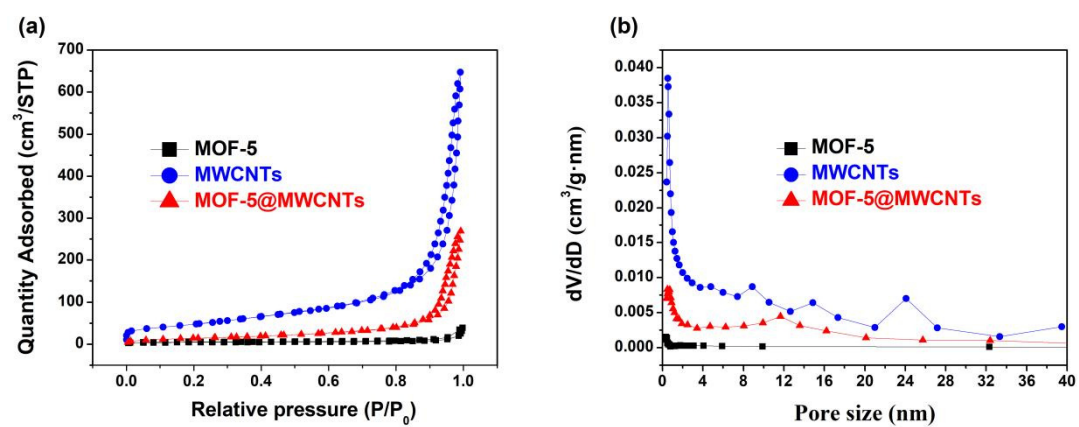 (a)
(b)
700
600
500
400
300
200
100
0
Quantity Adsorbed (cm³/STP)
MOF-5
MWCNTs
MOF-5@MWCNTs
0.0 0.2 0.4 0.6 0.8 1.0
Relative pressure (P/P₀)
0.040
0.035
0.030
0.025
0.020
0.015
0.010
0.005
0.000
dV/dD (cm³/g·nm)
MOF-5
MWCNTs
MOF-5@MWCNTs
0 4 8 12 16 20 24 28 32 36 40
Pore size (nm)